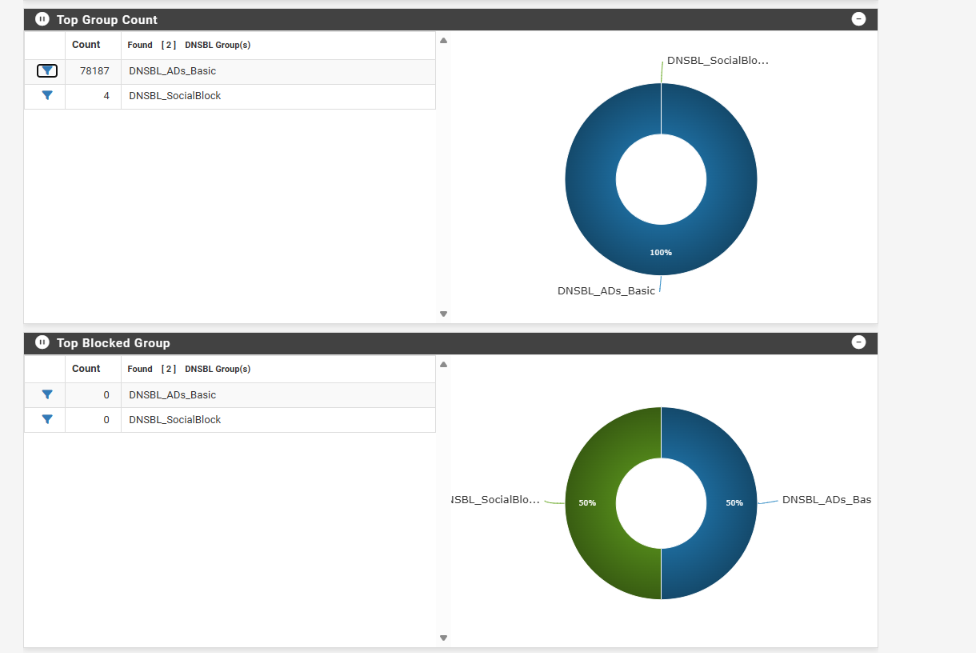 Top Group Count
Count Found [ 2 ] DNSBL Group(s)
78187 DNSBL_ADs_Basic
4 DNSBL_SocialBlock
DNSBL_SocialBlo...
100%
DNSBL_ADs_Basic
Top Blocked Group
Count Found [ 2 ] DNSBL Group(s)
0 DNSBL_ADs_Basic
0 DNSBL_SocialBlock
NSBL_SocialBlo... 50% 50% DNSBL_ADs_Bas